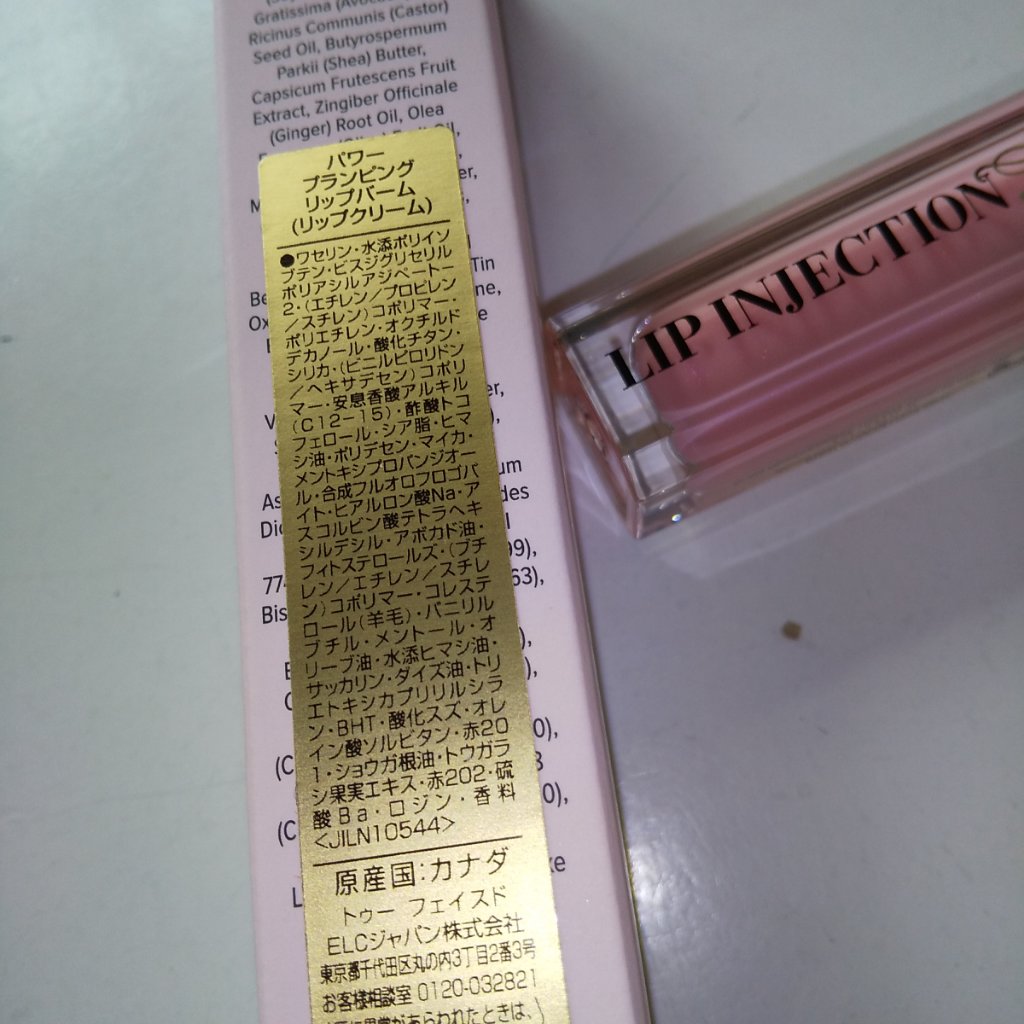 Gratissima
Ricinus Communis (Castor)
Seed Oil, Butyrospermum
Parkii (Shea) Butter,
Capsicum Frutescens Fruit
Extract, Zingiber Officinale
(Ginger) Root Oil, Olea
パワー
プランピング
リップバーム
(リップクリーム)
●ワセリン・水添ポリイソ
ブテン・ビスジグリセリル
ポリアシルアジペートー
2・(エチレン/プロピレン
/スチレン)コポリマー・
ポリエチレン・オクチルド
デカノール・酸化チタン・
シリカ・(ビニルピロリドン
/ヘキサデセン)コポリ
マー・安息香酸アルキル
(C12-15)・酢酸トコ
フェロール・シア脂・ヒマ
シ油・ポリデセン・マイカ・
メントキシプロパンジオー
ル・合成フルオロフロゴパ
イト・ヒアルロン酸Na・ア
スコルビン酸テトラヘキ
シルデシル・アボカド油・
フィトステロールズ・(ブチ
レン/エチレン/スチレ
ン)コポリマー・コレステ
ロール(羊毛)・バニリル
ブチル・メントール・オ
リーブ油・水添ヒマシ油・
サッカリン・ダイズ油・トリ
エトキシカプリリルシラ
ン・BHT・酸化スズ・オレ
イン酸ソルビタン・赤20
1・ショウガ根油・トウガラ
シ果実エキス・赤202・硫
酸Ba・ロジン・香料
<JILN10544>
原産国:カナダ
トゥー フェイスド
ELCジャパン株式会社
東京都千代田区丸の内3丁目2番3号
お客様相談室 0120-032821
に異常があらわれたときは、
Tin
LIP INJECTION